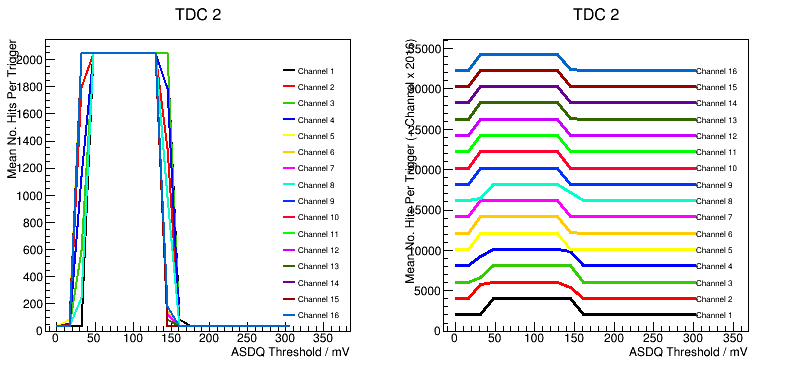 TDC 2
Mean No. Hits Per Trigger
2000
1800
1600
1400
1200
1000
800
600
400
200
0
0 50 100 150 200 250 300 350
ASDQ Threshold / mV
Channel 1
Channel 2
Channel 3
Channel 4
Channel 5
Channel 6
Channel 7
Channel 8
Channel 9
Channel 10
Channel 11
Channel 12
Channel 13
Channel 14
Channel 15
Channel 16
TDC 2
Mean No. Hits Per Trigger (+Channel x
35000
30000
25000
20000
15000
10000
5000
0
0 50 100 150 200 250 300 350
ASDQ Threshold / mV
Channel 16
Channel 15
Channel 14
Channel 13
Channel 12
Channel 11
Channel 10
Channel 9
Channel 8
Channel 7
Channel 6
Channel 5
Channel 4
Channel 3
Channel 2
Channel 1